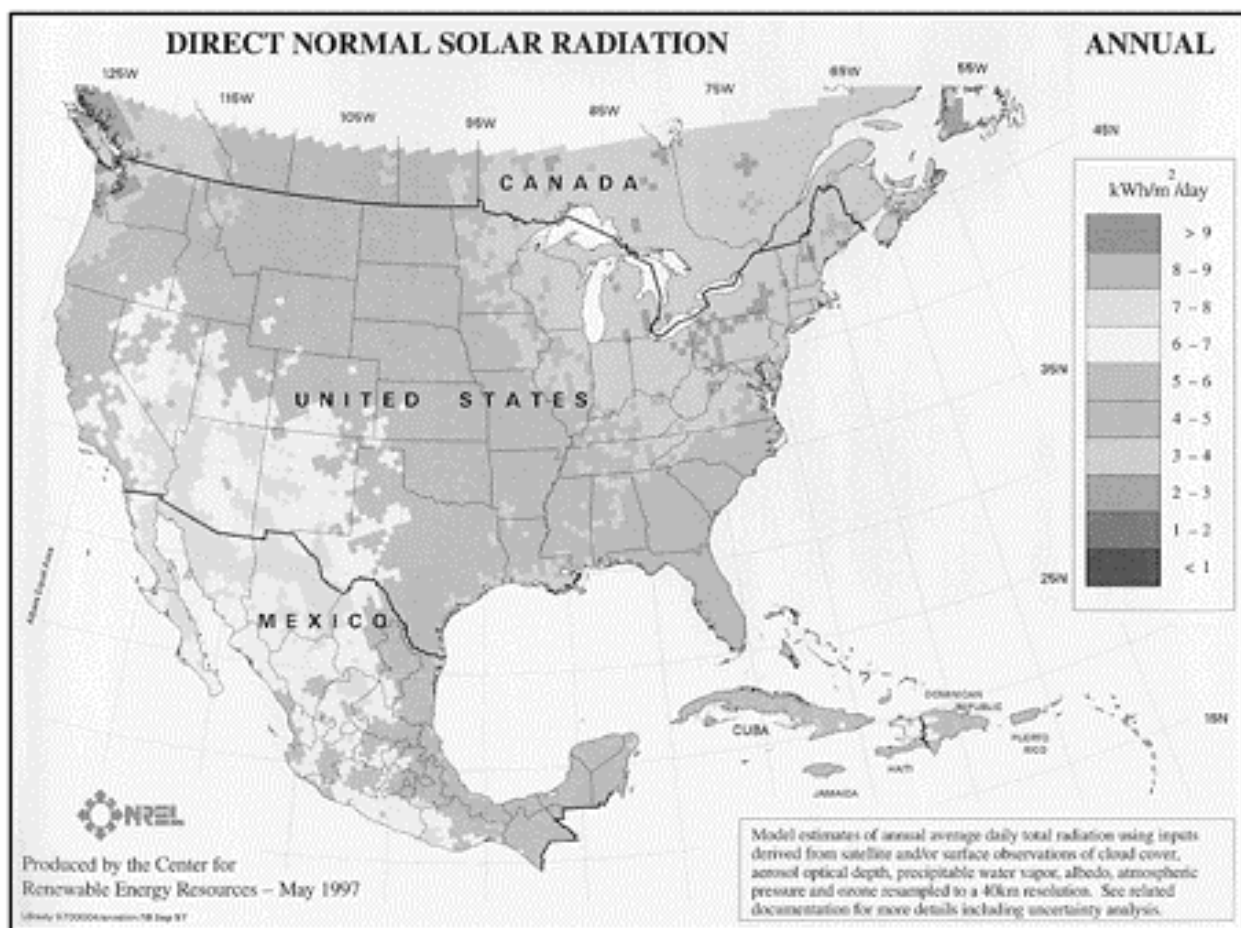 DIRECT NORMAL SOLAR RADIATION
ANNUAL
125W
115W
105W
95W
85W
75W
65W
55W
45N
35N
25N
15N
CANADA
UNITED STATES
MEXICO
CUBA
DOMINICAN
REPUBLIC
PUERTO
RICO
HAITI
JAMAICA
kWh/m²/day
> 9
8 - 9
7 - 8
6 - 7
5 - 6
4 - 5
3 - 4
2 - 3
1 - 2
< 1
NREL
Produced by the Center for
Renewable Energy Resources – May 1997
Model estimates of annual average daily total radiation using inputs
derived from satellite and/or surface observations of cloud cover,
aerosol optical depth, precipitable water vapor, albedo, atmospheric
pressure and ozone resampled to a 40km resolution. See related
documentation for more details including uncertainty analysis.